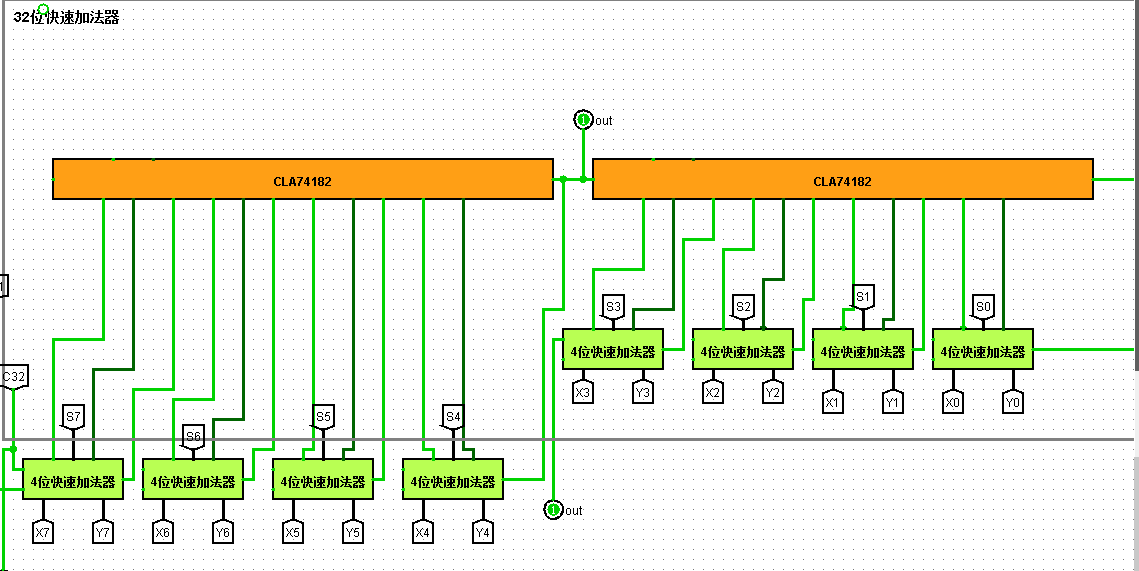 32位快速加法器
out
CLA74182
CLA74182
S3
S2
S1
S0
4位快速加法器
4位快速加法器
4位快速加法器
4位快速加法器
X3
Y3
X2
Y2
X1
Y1
X0
Y0
C32
S7
S6
S5
S4
4位快速加法器
4位快速加法器
4位快速加法器
4位快速加法器
X7
Y7
X6
Y6
X5
Y5
X4
Y4
out